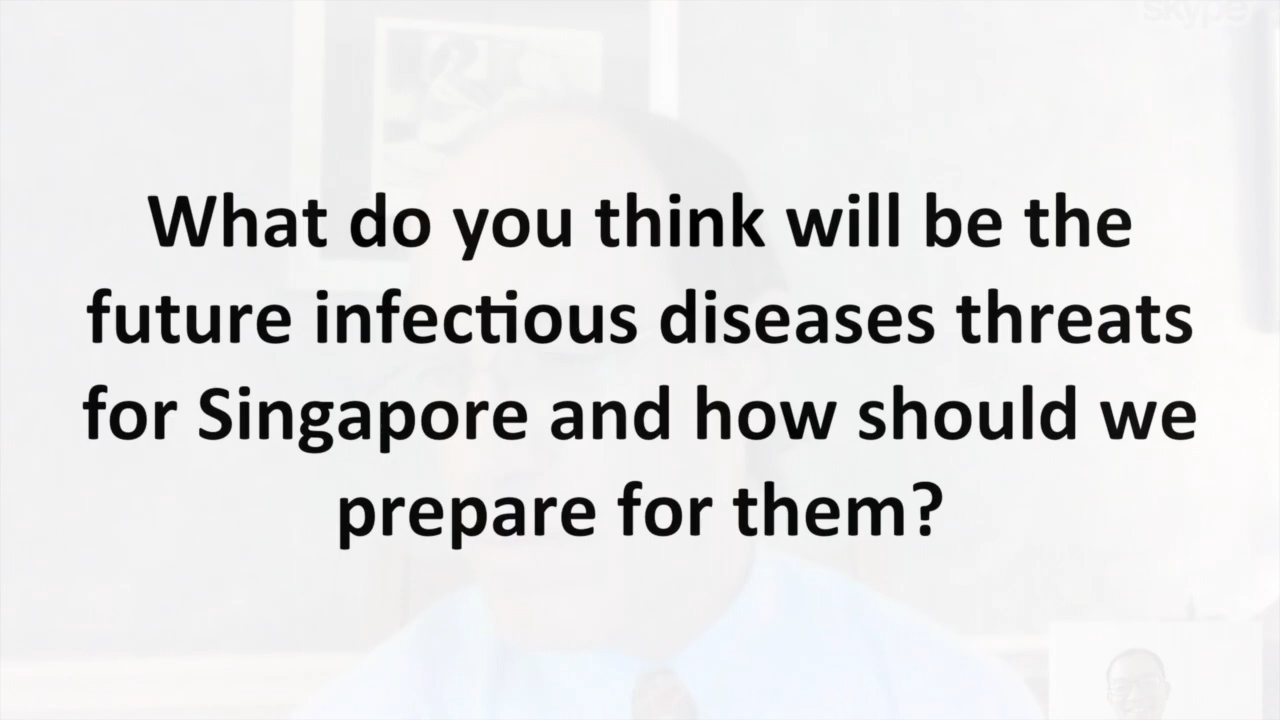 skype
What do you think will be the
future infectious diseases threats
for Singapore and how should we
prepare for them?